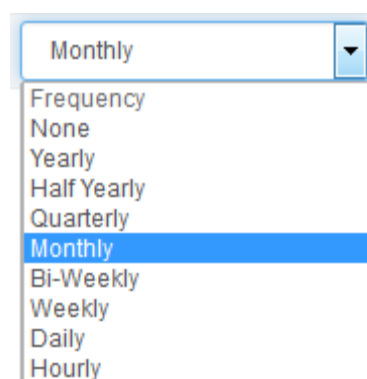 Monthly
Frequency
None
Yearly
Half Yearly
Quarterly
Monthly
Bi-Weekly
Weekly
Daily
Hourly